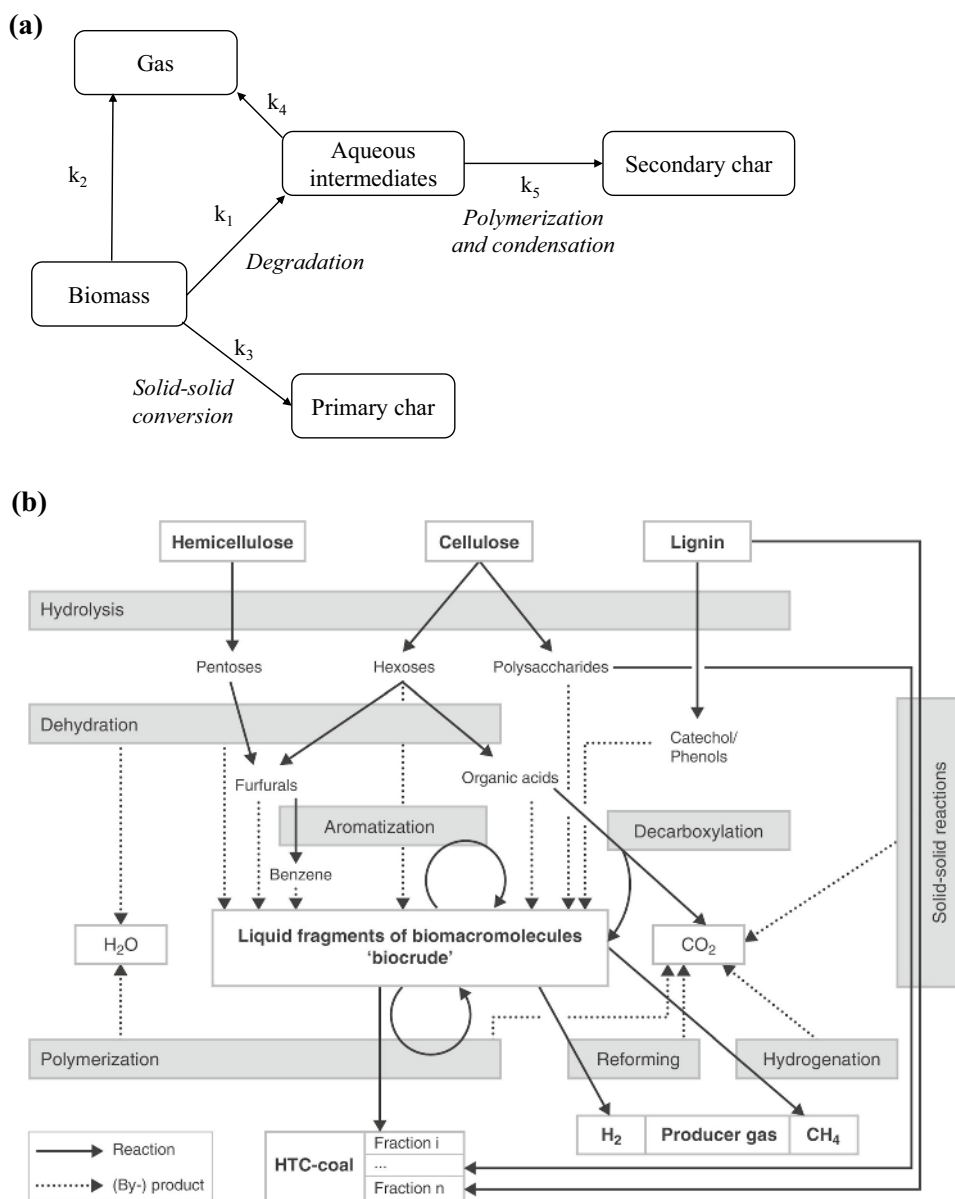 (a)
Gas
k4
Aqueous
intermediates
Secondary char
k2
k5
k1
Polymerization
and condensation
Degradation
Biomass
k3
Solid-solid
conversion
Primary char
(b)
Hemicellulose
Cellulose
Lignin
Hydrolysis
Pentoses
Hexoses
Polysaccharides
Dehydration
Catechol/
Phenols
Furfurals
Organic acids
Aromatization
Decarboxylation
Solid-solid reactions
Benzene
H2O
Liquid fragments of biomacromolecules
'biocrude'
CO2
Polymerization
Reforming
Hydrogenation
H2
Producer gas
CH4
Reaction
(By-) product
HTC-coal
Fraction i
...
Fraction n